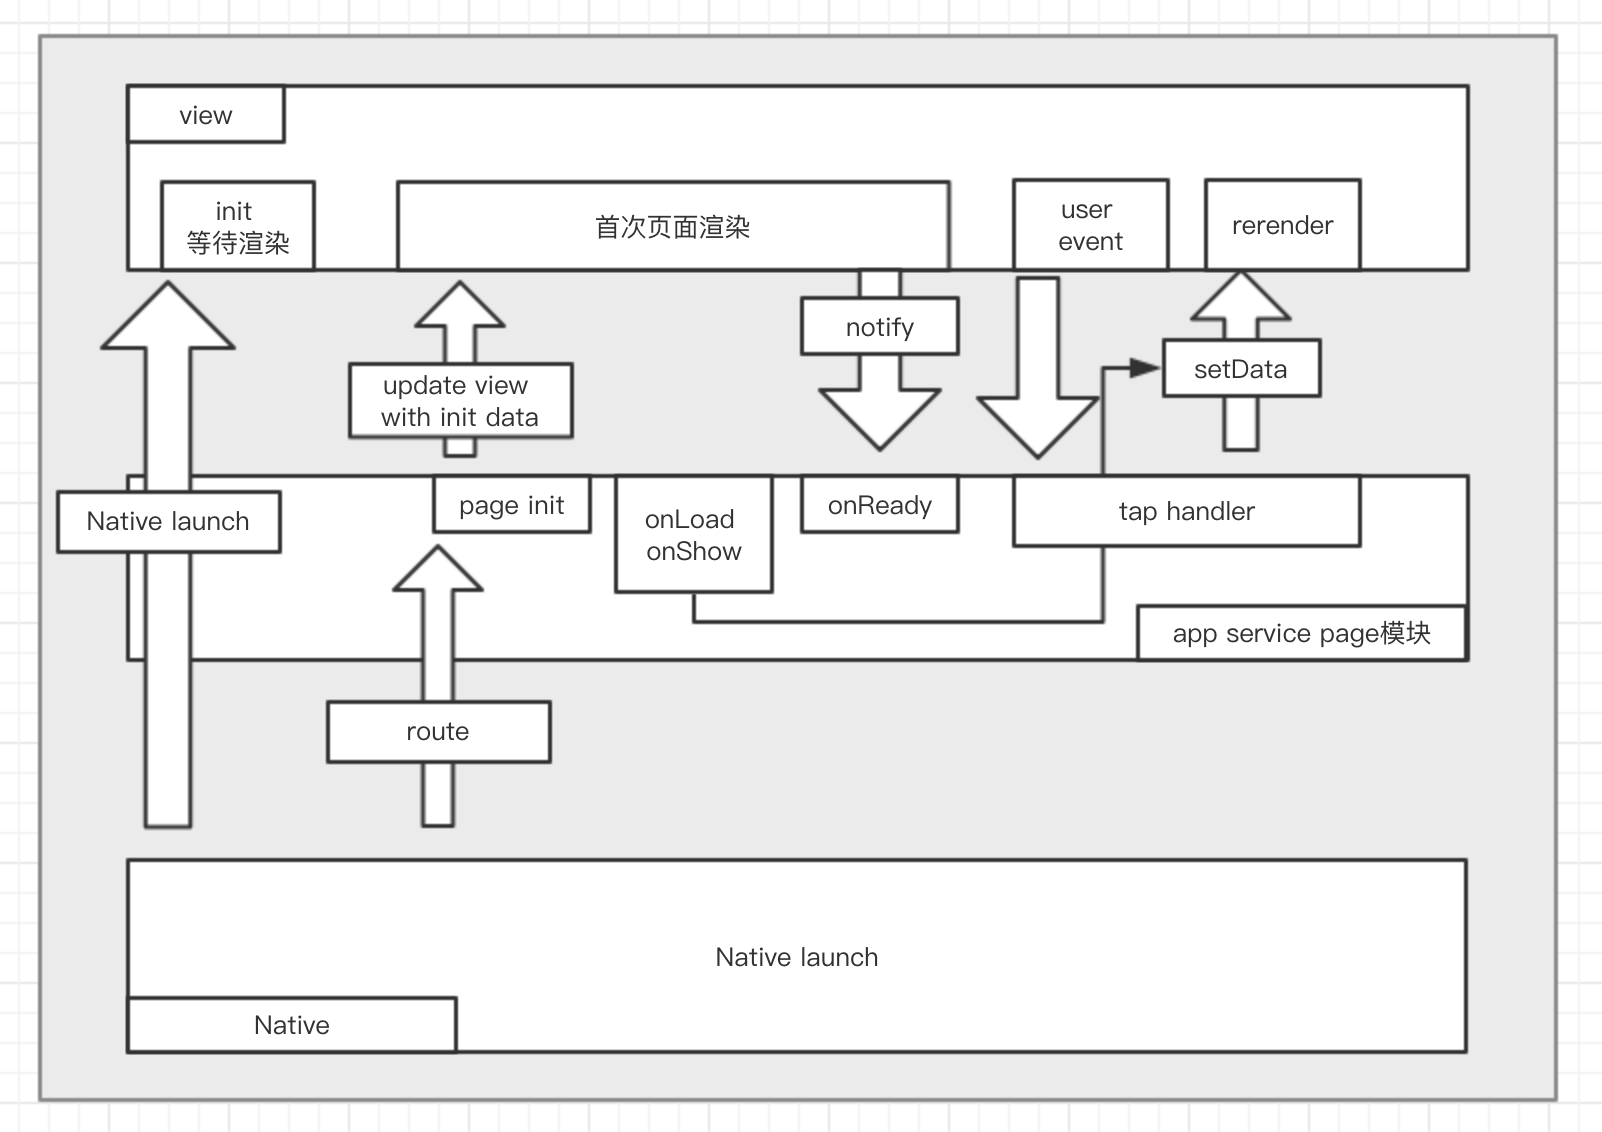 view
init
等待渲染
首次页面渲染
user
event
rerender
notify
update view
with init data
setData
Native launch
page init
onLoad
onShow
onReady
tap handler
app service page模块
route
Native launch
Native